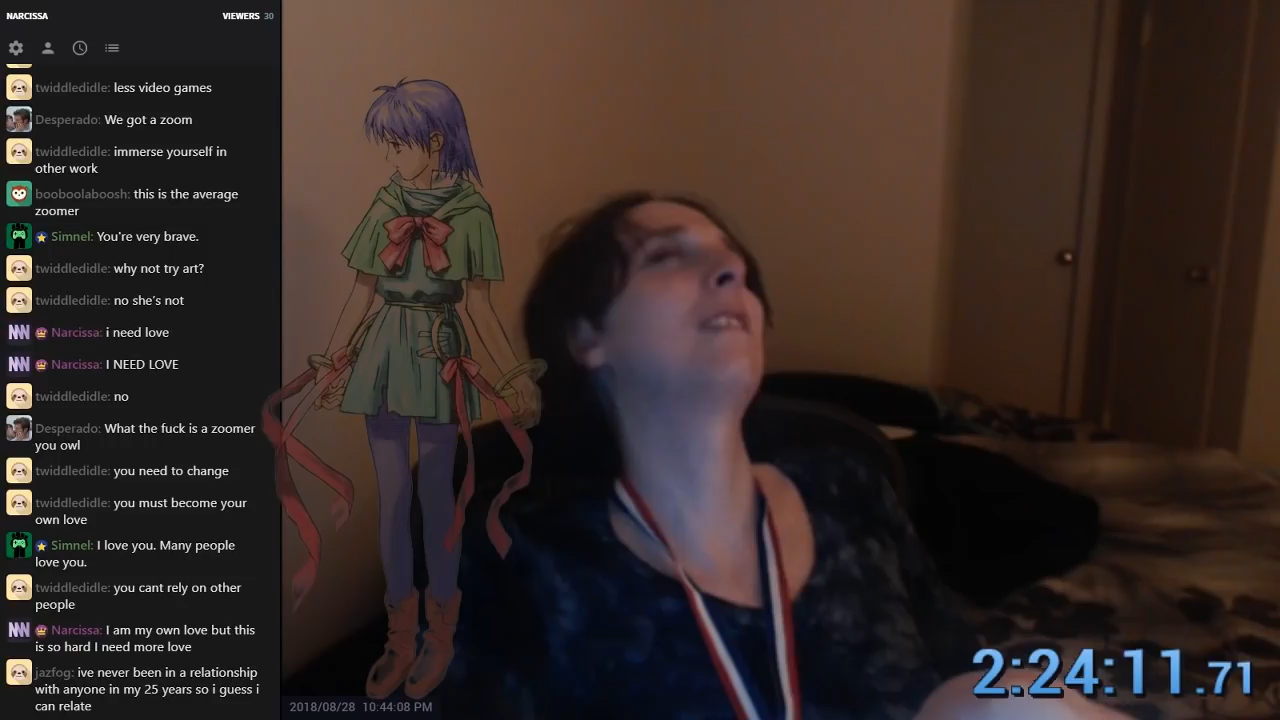 NARCISSA VIEWERS 30
twiddledidle: less video games
Desperado: We got a zoom
twiddledidle: immerse yourself in
other work
booboolaboosh: this is the average
zoomer
Simnel: You're very brave.
twiddledidle: why not try art?
twiddledidle: no she's not
Narcissa: i need love
Narcissa: I NEED LOVE
twiddledidle: no
Desperado: What the fuck is a zoomer
you owl
twiddledidle: you need to change
twiddledidle: you must become your
own love
Simnel: I love you. Many people
love you.
twiddledidle: you cant rely on other
people
Narcissa: I am my own love but this
is so hard I need more love
jazfog: ive never been in a relationship
with anyone in my 25 years so i guess i
can relate
2018/08/28 10:44:08 PM
2:24:11.71